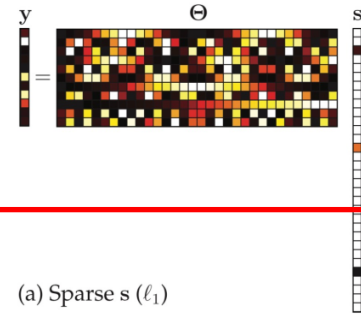 y = Θ s
(a) Sparse s (ℓ₁)